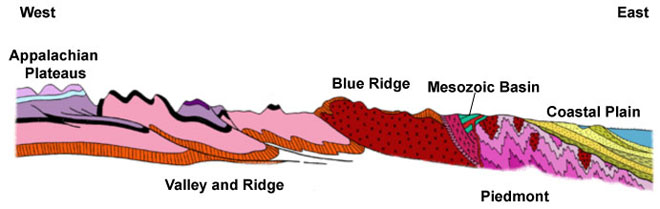 West
East
Appalachian
Plateaus
Blue Ridge
Mesozoic Basin
Coastal Plain
Valley and Ridge
Piedmont